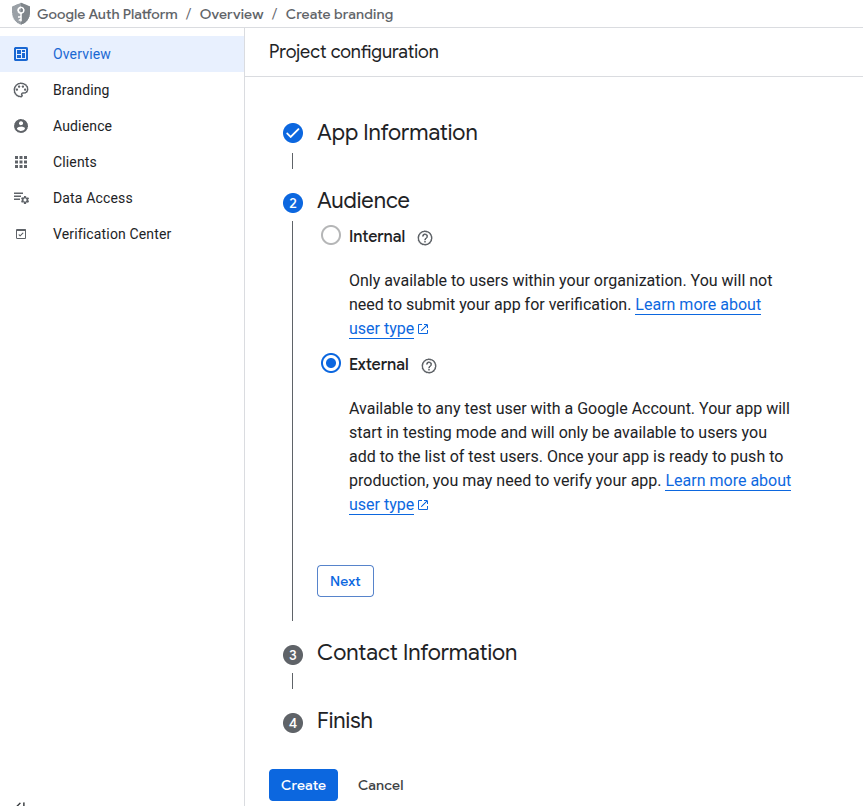 Google Auth Platform / Overview / Create branding
Overview
Branding
Audience
Clients
Data Access
Verification Center
Project configuration
App Information
2 Audience
Internal
Only available to users within your organization. You will not
need to submit your app for verification. Learn more about
user type
External
Available to any test user with a Google Account. Your app will
start in testing mode and will only be available to users you
add to the list of test users. Once your app is ready to push to
production, you may need to verify your app. Learn more about
user type
Next
3 Contact Information
4 Finish
Create Cancel